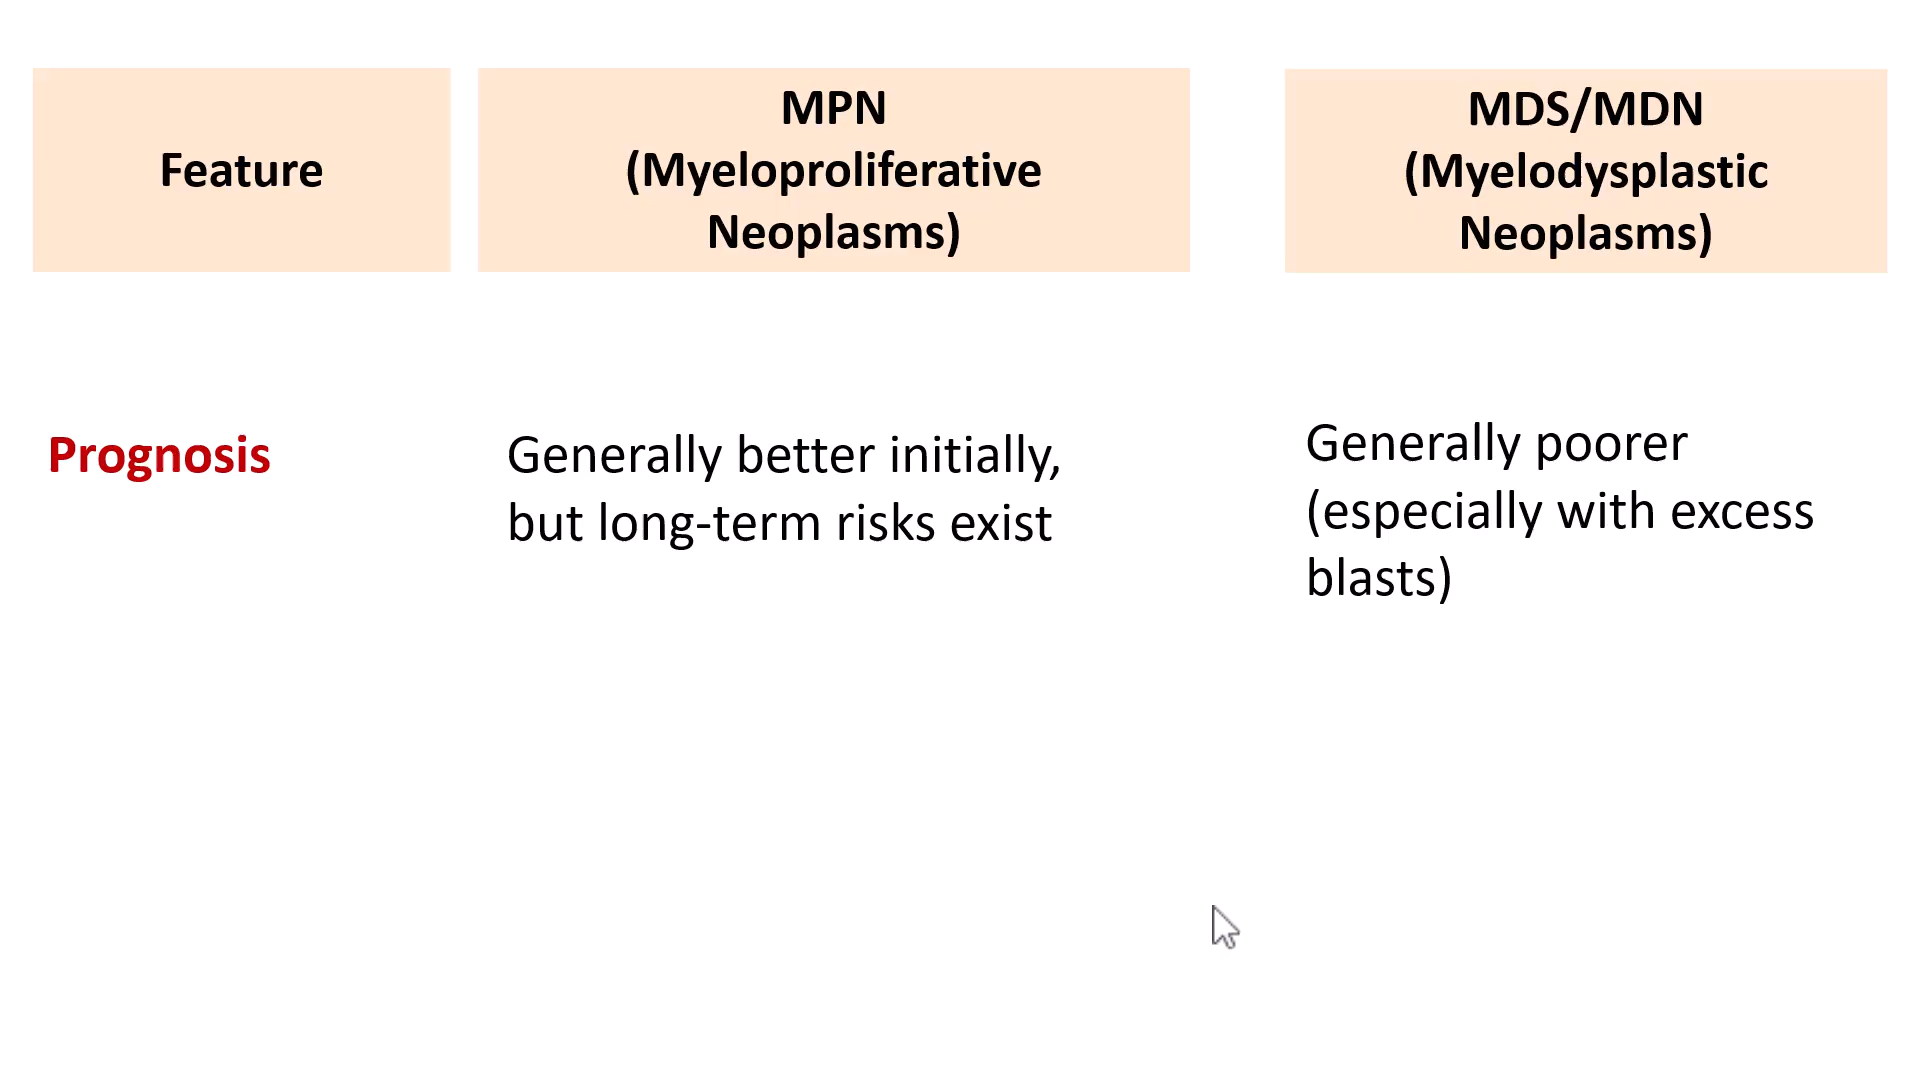 Feature
MPN
(Myeloproliferative
Neoplasms)
MDS/MDN
(Myelodysplastic
Neoplasms)
Prognosis
Generally better initially,
but long-term risks exist
Generally poorer
(especially with excess
blasts)